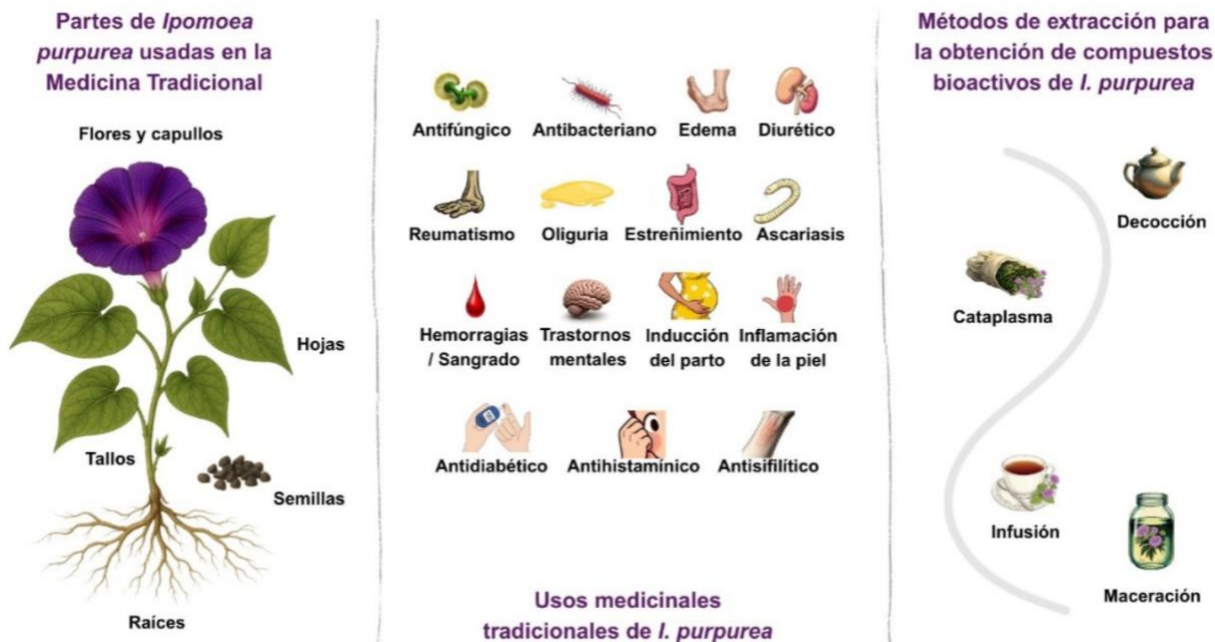 Partes de Ipomoea
purpurea usadas en la
Medicina Tradicional
Flores y capullos
Hojas
Tallos
Semillas
Raíces
Antifúngico
Antibacteriano
Edema
Diurético
Reumatismo
Oliguria
Estreñimiento
Ascariasis
Hemorragias
/ Sangrado
Trastornos
mentales
Inducción
del parto
Inflamación
de la piel
Antidiabético
Antihistamínico
Antisifilítico
Usos medicinales
tradicionales de I. purpurea
Métodos de extracción para
la obtención de compuestos
bioactivos de I. purpurea
Decocción
Cataplasma
Infusión
Maceración